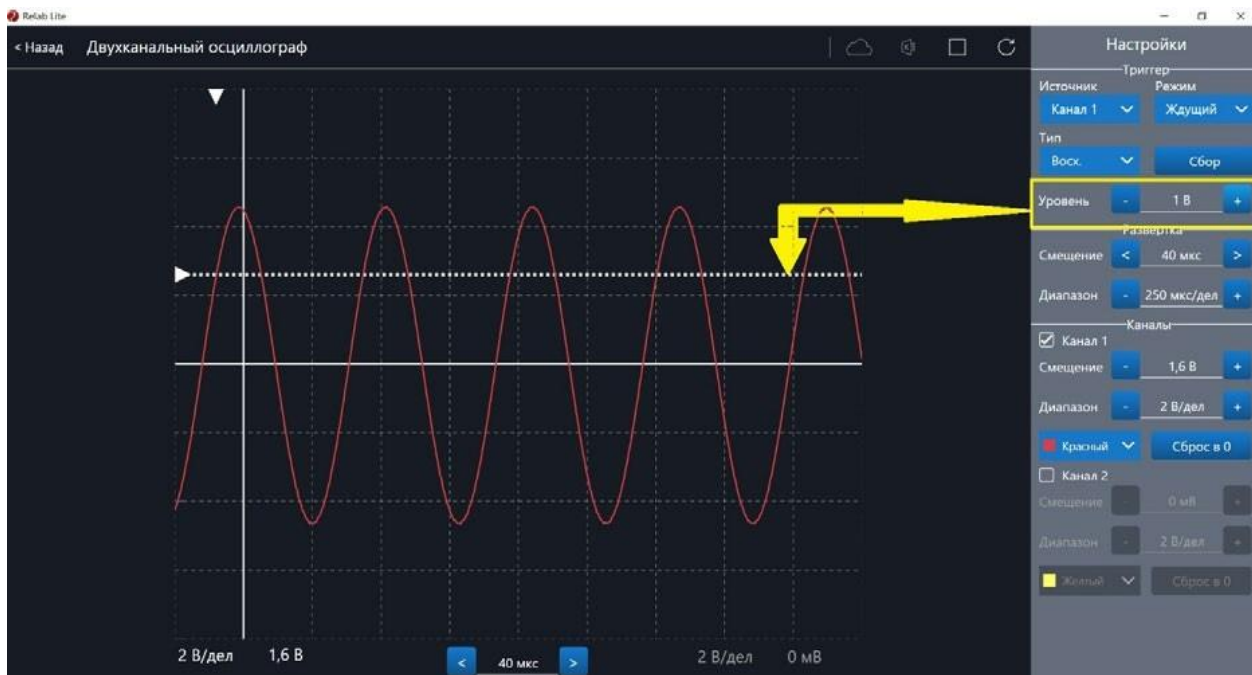 Relab Lite
< Назад Двухканальный осциллограф
Настройки
Триггер
Источник Режим
Канал 1 Ждущий
Тип
Восх. Сбор
Уровень - 1 В +
Развертка
Смещение < 40 мкс >
Диапазон - 250 мкс/дел +
Каналы
Канал 1
Смещение - 1,6 В +
Диапазон - 2 В/дел +
Красный Сброс в 0
Канал 2
Смещение - 0 мВ +
Диапазон - 2 В/дел +
Желтый Сброс в 0
2 В/дел 1,6 В < 40 мкс > 2 В/дел 0 мВ